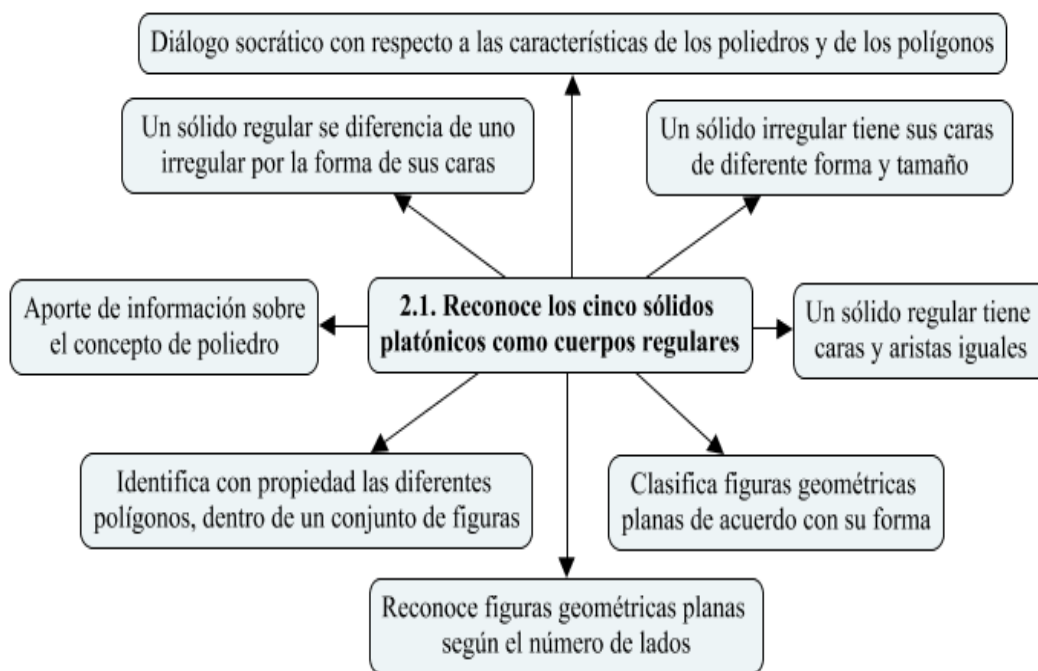 Diálogo socrático con respecto a las características de los poliedros y de los polígonos
Un sólido regular se diferencia de uno
irregular por la forma de sus caras
Un sólido irregular tiene sus caras
de diferente forma y tamaño
Aporte de información sobre
el concepto de poliedro
2.1. Reconoce los cinco sólidos
platónicos como cuerpos regulares
Un sólido regular tiene
caras y aristas iguales
Identifica con propiedad las diferentes
polígonos, dentro de un conjunto de figuras
Clasifica figuras geométricas
planas de acuerdo con su forma
Reconoce figuras geométricas planas
según el número de lados